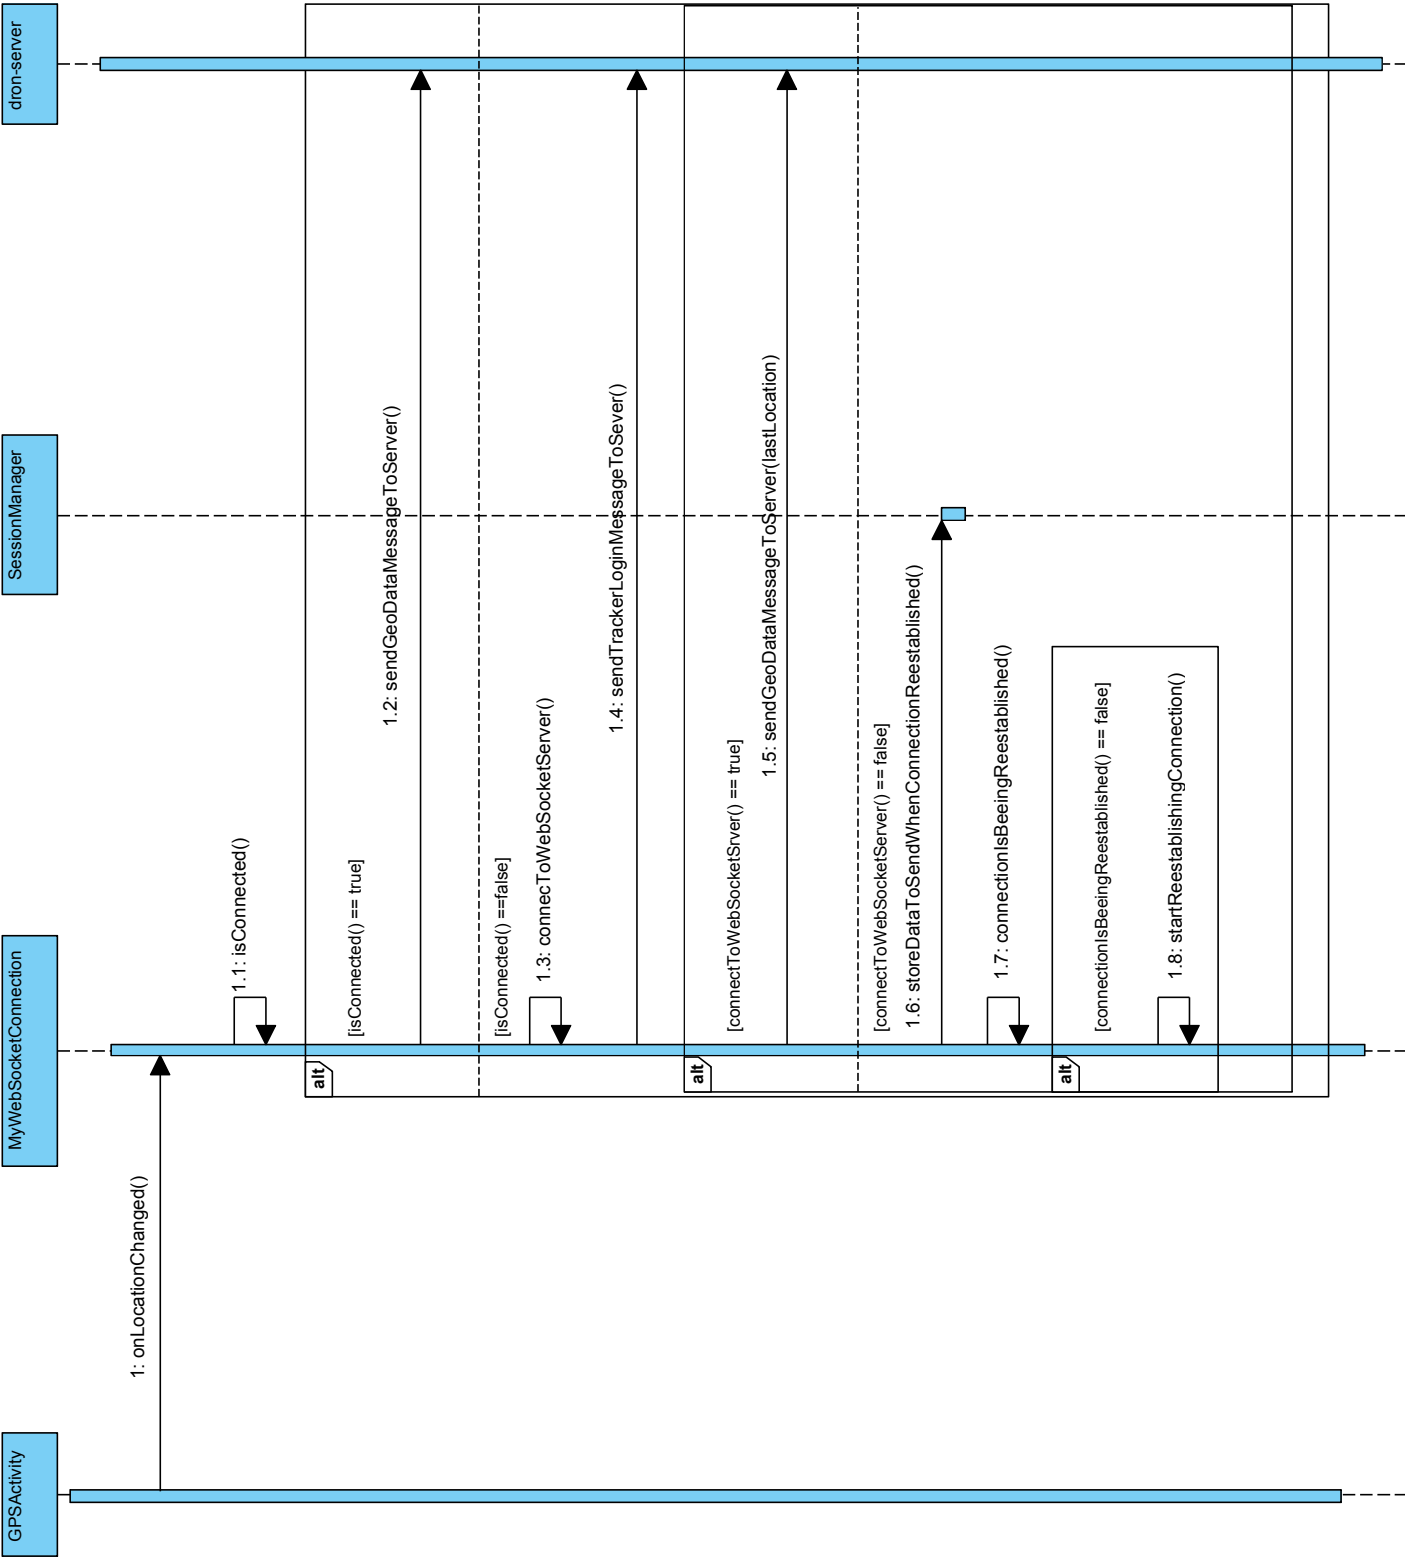 GPSActivity
MyWebSocketConnection
SessionManager
dron-server
1: onLocationChanged()
1.1: isConnected()
alt
[isConnected() == true]
1.2: sendGeoDataMessageToServer()
[isConnected() ==false]
1.3: connecToWebSocketServer()
1.4: sendTrackerLoginMessageToSever()
alt
[connectToWebSocketSrver() == true]
1.5: sendGeoDataMessageToServer(lastLocation)
[connectToWebSocketServer() == false]
1.6: storeDataToSendWhenConnectionReestablished()
1.7: connectionIsBeeingReestablished()
alt
[connectionIsBeeingReestablished() == false]
1.8: startReestablishingConnection()